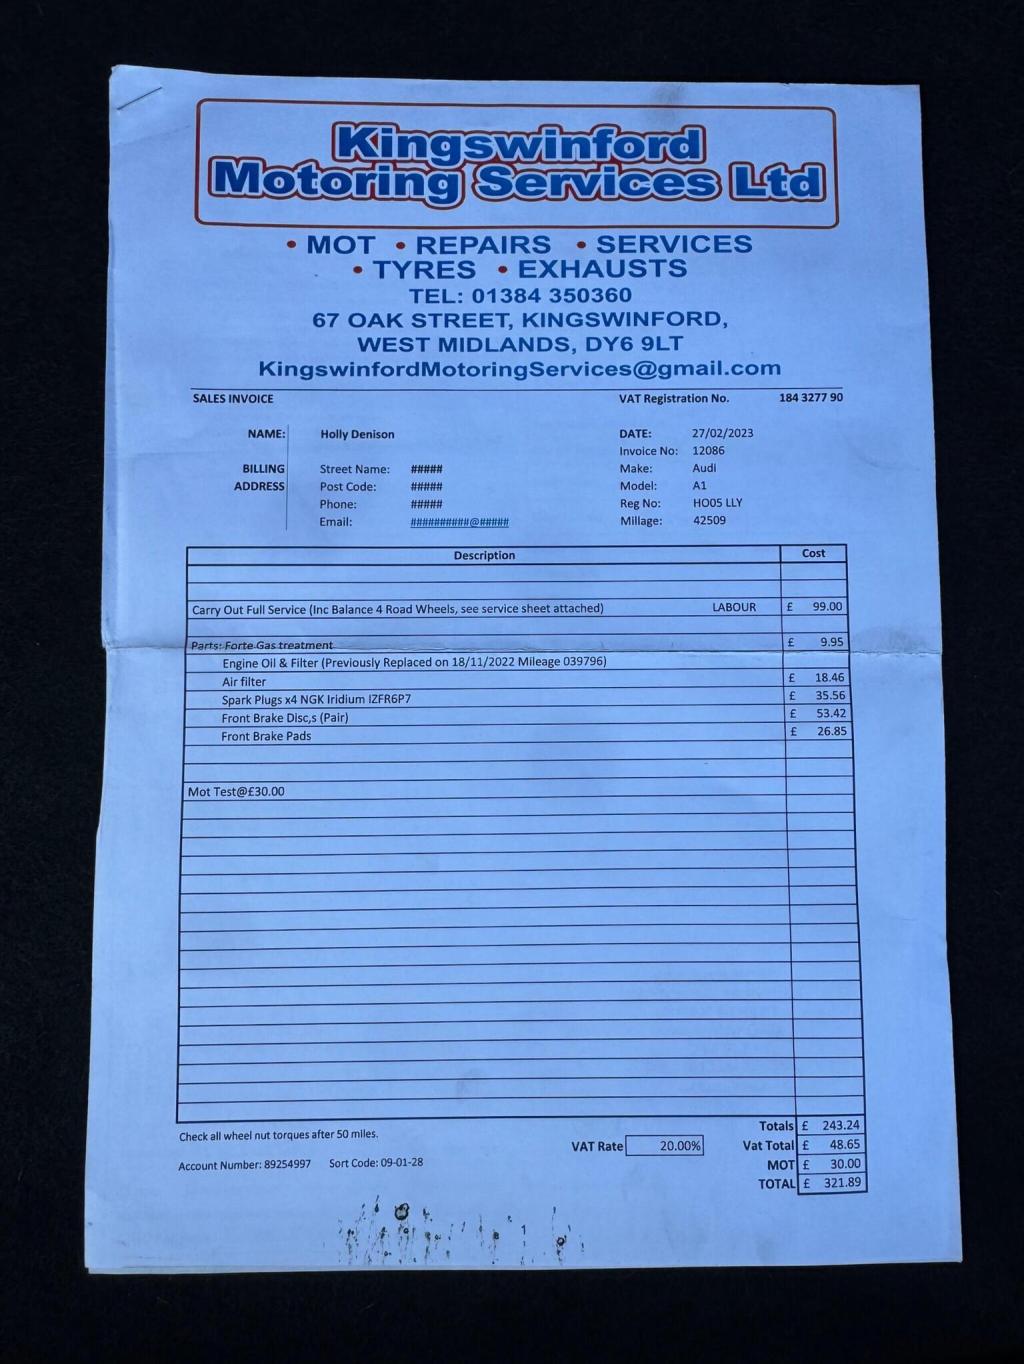 Kingswinford
Motoring Services Ltd
• MOT • REPAIRS • SERVICES
• TYRES • EXHAUSTS
TEL: 01384 350360
67 OAK STREET, KINGSWINFORD,
WEST MIDLANDS, DY6 9LT
KingswinfordMotoringServices@gmail.com
SALES INVOICE VAT Registration No. 184 3277 90
NAME: Holly Denison DATE: 27/02/2023
Invoice No: 12086
BILLING Street Name: ##### Make: Audi
ADDRESS Post Code: ##### Model: A1
Phone: ##### Reg No: HO05 LLY
Email: ##########@##### Millage: 42509
Description Cost
Carry Out Full Service (Inc Balance 4 Road Wheels, see service sheet attached) LABOUR £ 99.00
Parts: Forte Gas treatment £ 9.95
Engine Oil & Filter (Previously Replaced on 18/11/2022 Mileage 039796)
Air filter £ 18.46
Spark Plugs x4 NGK Iridium IZFR6P7 £ 35.56
Front Brake Disc,s (Pair) £ 53.42
Front Brake Pads £ 26.85
Mot Test@£30.00
Totals £ 243.24
Check all wheel nut torques after 50 miles.
VAT Rate 20.00% Vat Total £ 48.65
Account Number: 89254997 Sort Code: 09-01-28 MOT £ 30.00
TOTAL £ 321.89